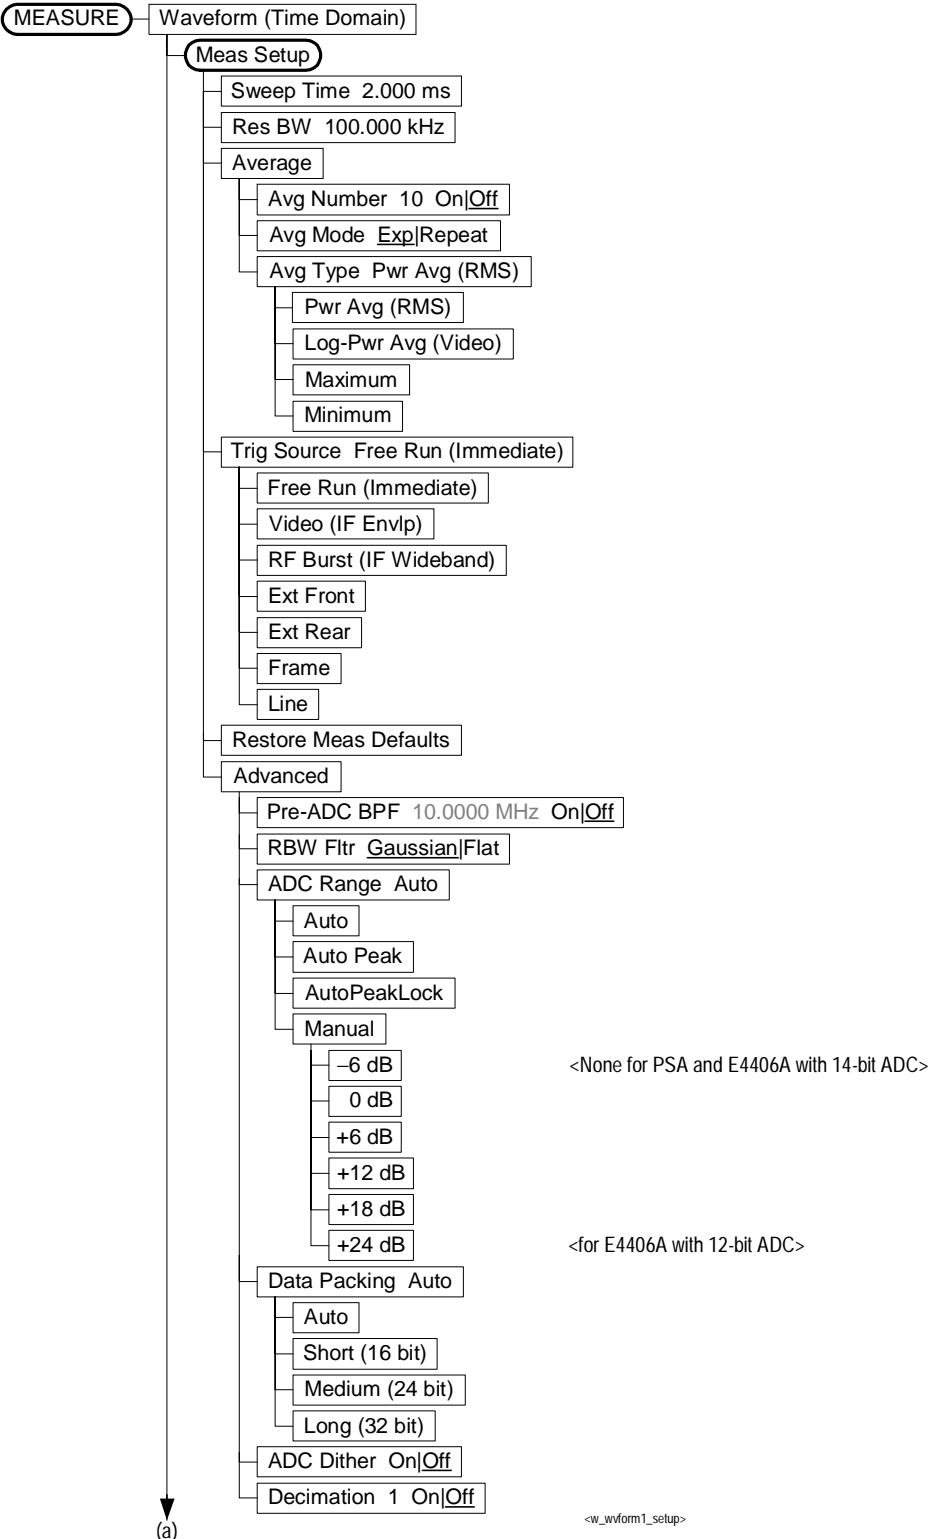 MEASURE Waveform (Time Domain)
Meas Setup
Sweep Time 2.000 ms
Res BW 100.000 kHz
Average
Avg Number 10 On|Off
Avg Mode Exp|Repeat
Avg Type Pwr Avg (RMS)
Pwr Avg (RMS)
Log-Pwr Avg (Video)
Maximum
Minimum
Trig Source Free Run (Immediate)
Free Run (Immediate)
Video (IF Envlp)
RF Burst (IF Wideband)
Ext Front
Ext Rear
Frame
Line
Restore Meas Defaults
Advanced
Pre-ADC BPF 10.0000 MHz On|Off
RBW Fltr Gaussian|Flat
ADC Range Auto
Auto
Auto Peak
AutoPeakLock
Manual
−6 dB <None for PSA and E4406A with 14-bit ADC>
0 dB
+6 dB
+12 dB
+18 dB
+24 dB <for E4406A with 12-bit ADC>
Data Packing Auto
Auto
Short (16 bit)
Medium (24 bit)
Long (32 bit)
ADC Dither On|Off
Decimation 1 On|Off
<w_wvform1_setup>
(a)